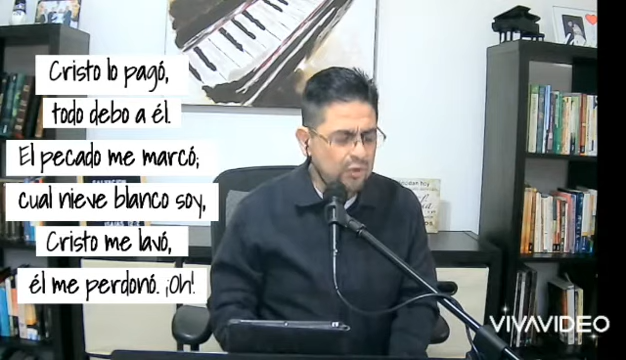 Cristo lo pagó,
todo debo a él.
El pecado me marcó;
cual nieve blanco soy,
Cristo me lavó,
él me perdonó. ¡Oh!
VIVAVIDEO